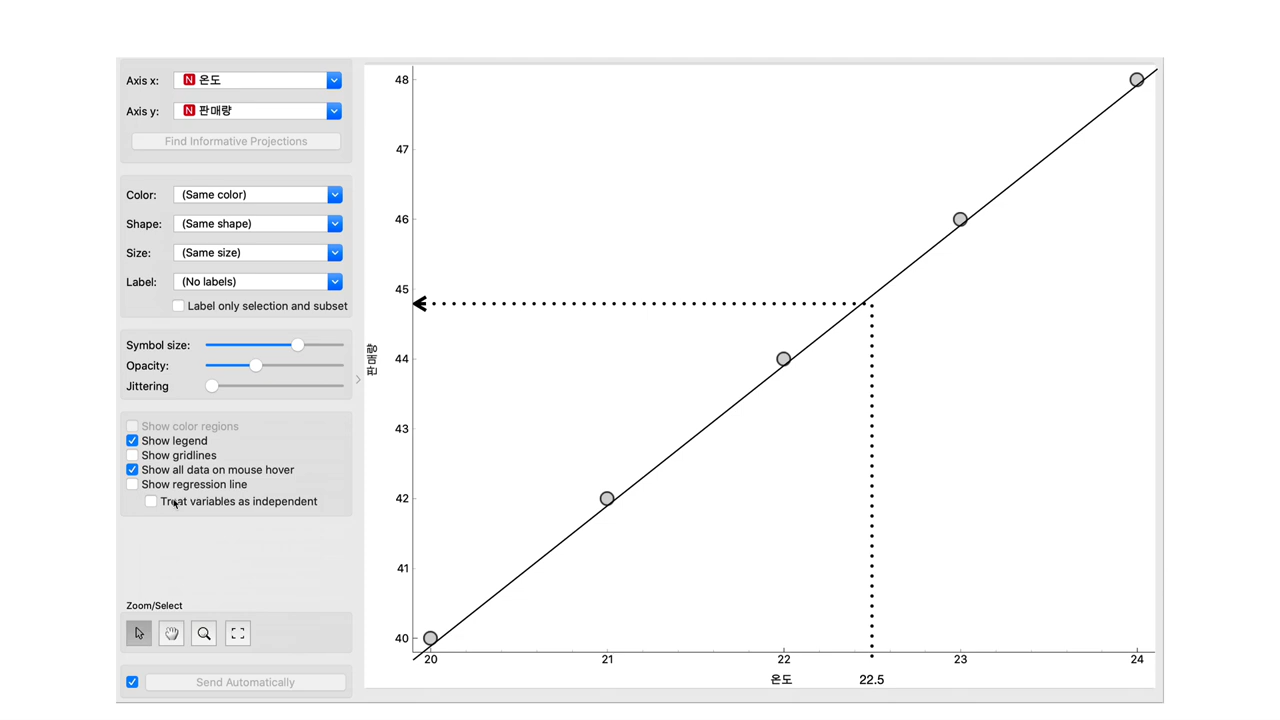 Axis x: N 온도
Axis y: N 판매량
Find Informative Projections
Color: (Same color)
Shape: (Same shape)
Size: (Same size)
Label: (No labels)
Label only selection and subset
Symbol size:
Opacity:
Jittering
Show color regions
Show legend
Show gridlines
Show all data on mouse hover
Show regression line
Treat variables as independent
Zoom/Select
Send Automatically
판매량
48
47
46
45
44
43
42
41
40
20 21 22 23 24
온도 22.5